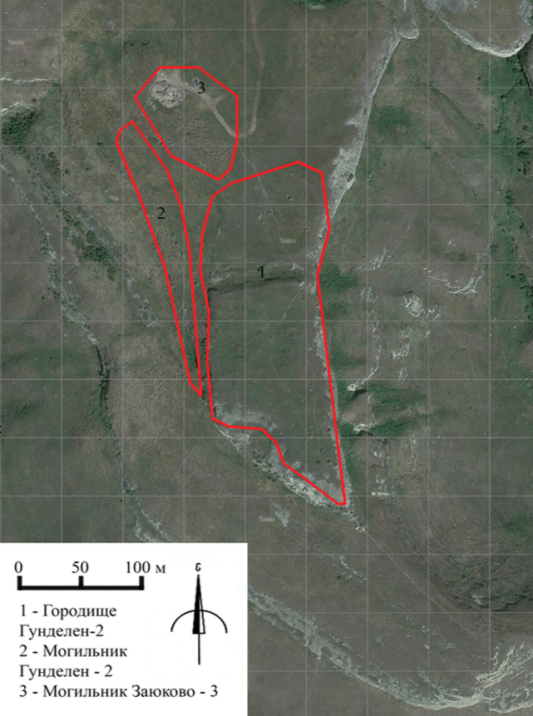 3
2
1
0 50 100 м
с
1 - Городище
Гунделен-2
2 - Могильник
Гунделен - 2
3 - Могильник Заюково - 3